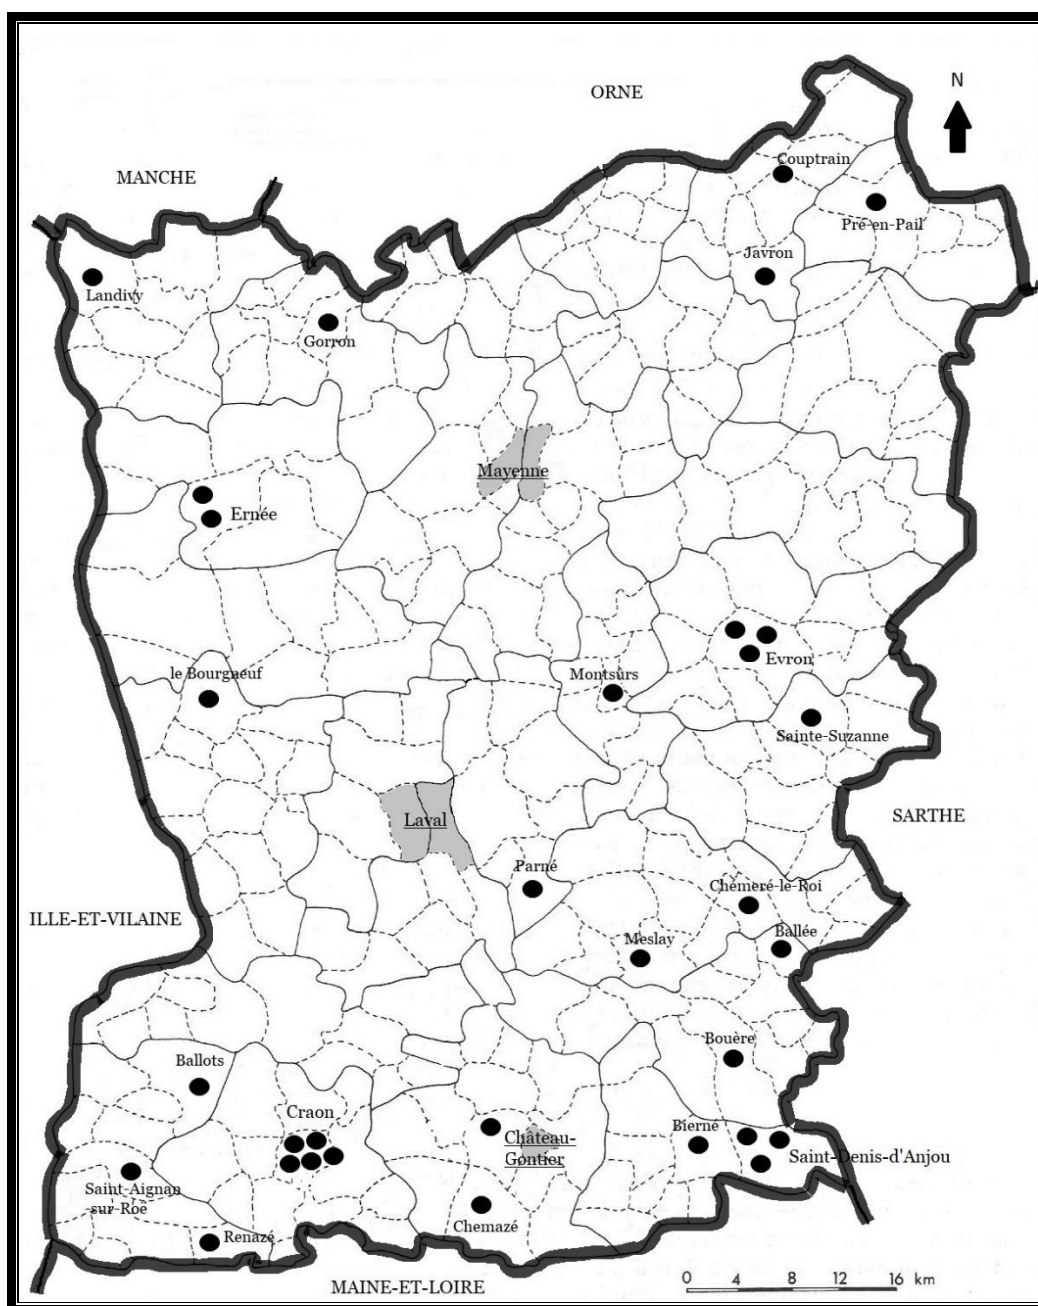 ORNE
N
MANCHE
Couptrain
Pré-en-Pail
Javron
Landivy
Gorron
Mayenne
Ernée
Evron
le Bourgneuf
Montsûrs
Sainte-Suzanne
SARTHE
Laval
Parné
Chémeré-le-Roi
ILLE-ET-VILAINE
Meslay
Ballée
Bouère
Ballots
Craon
Château-
Gontier
Bierné
Saint-Denis-d'Anjou
Saint-Aignan
-sur-Roë
Chemazé
Renazé
MAINE-ET-LOIRE
0 4 8 12 16 km